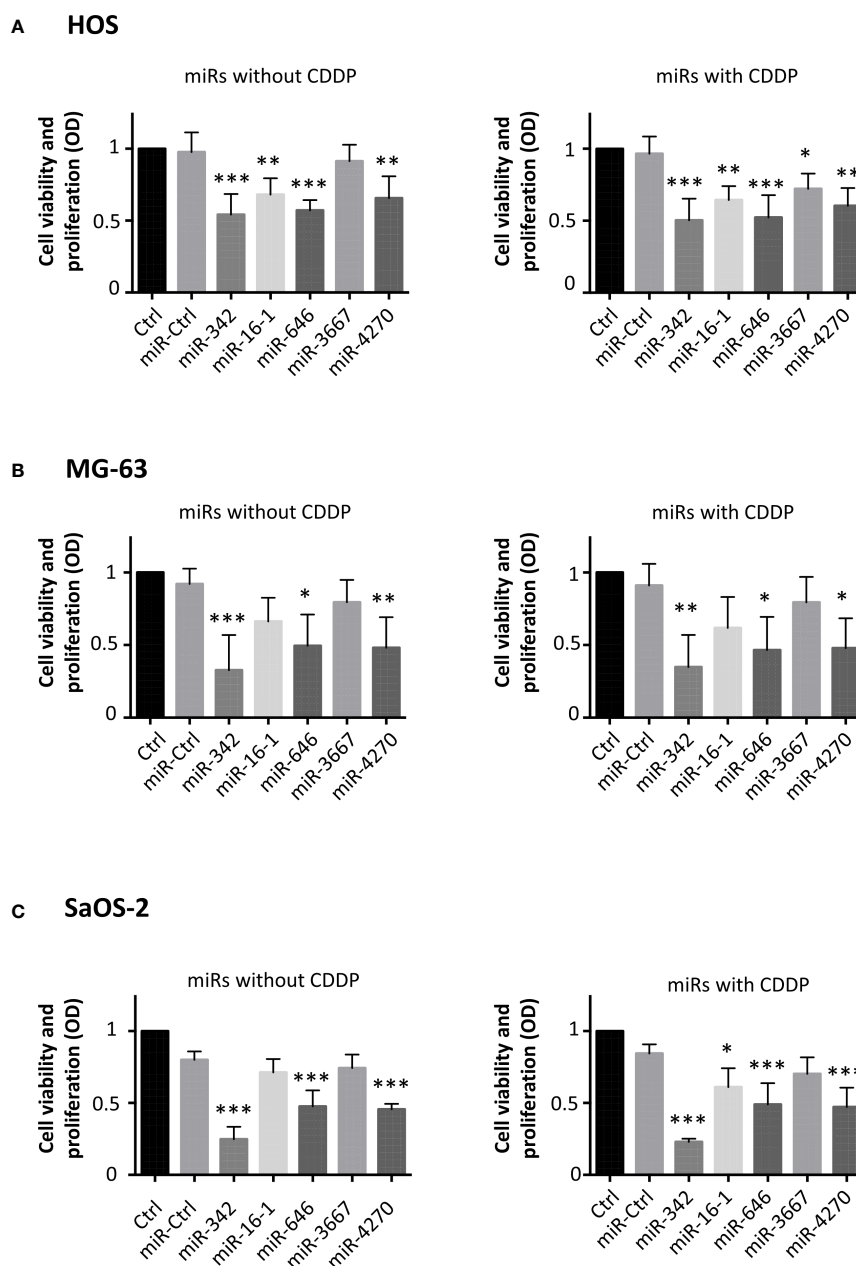 A HOS
miRs without CDDP
Cell viability and
proliferation (OD)
1
0.5
0
*** ** *** **
Ctrl
miR-Ctrl
miR-342
miR-16-1
miR-646
miR-3667
miR-4270
miRs with CDDP
Cell viability and
proliferation (OD)
1
0.5
0
*** ** *** * **
Ctrl
miR-Ctrl
miR-342
miR-16-1
miR-646
miR-3667
miR-4270
B MG-63
miRs without CDDP
Cell viability and
proliferation (OD)
1
0.5
0
*** * **
Ctrl
miR-Ctrl
miR-342
miR-16-1
miR-646
miR-3667
miR-4270
miRs with CDDP
Cell viability and
proliferation (OD)
1
0.5
0
** * *
Ctrl
miR-Ctrl
miR-342
miR-16-1
miR-646
miR-3667
miR-4270
C SaOS-2
miRs without CDDP
Cell viability and
proliferation (OD)
1
0.5
0
*** *** ***
Ctrl
miR-Ctrl
miR-342
miR-16-1
miR-646
miR-3667
miR-4270
miRs with CDDP
Cell viability and
proliferation (OD)
1
0.5
0
*** * *** ***
Ctrl
miR-Ctrl
miR-342
miR-16-1
miR-646
miR-3667
miR-4270